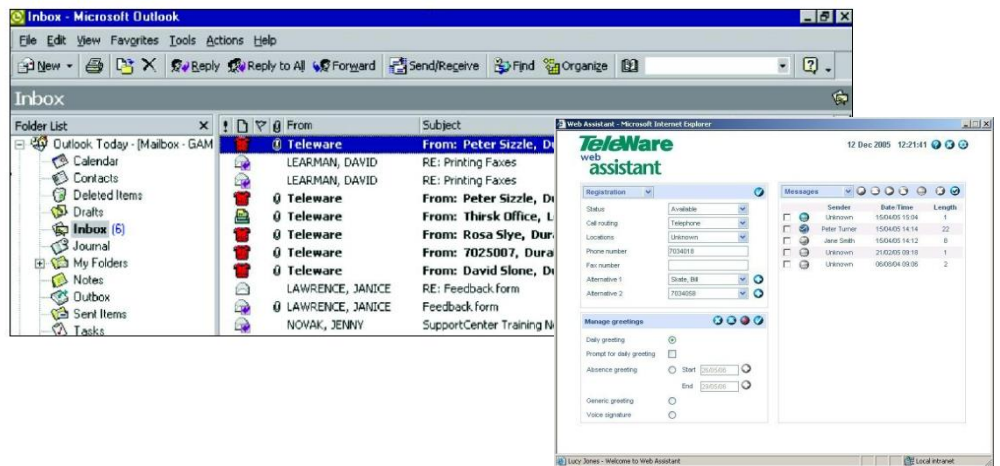 Inbox - Microsoft Outlook
File Edit View Favorites Tools Actions Help
New Reply Reply to All Forward Send/Receive Find Organize
Inbox
Folder List
! From Subject
Outlook Today - [Mailbox - GAM
Calendar
Contacts
Deleted Items
Drafts
Inbox (6)
Journal
My Folders
Notes
Outbox
Sent Items
Tasks
Teleware From: Peter Sizzle, Du
LEARMAN, DAVID RE: Printing Faxes
LEARMAN, DAVID RE: Printing Faxes
Teleware From: Peter Sizzle, D
Teleware From: Thirsk Office, L
Teleware From: Rosa Slye, Dura
Teleware From: 7025007, Dura
Teleware From: David Slone, D
LAWRENCE, JANICE RE: Feedback form
LAWRENCE, JANICE Feedback form
NOVAK, JENNY SupportCenter Training N
Web Assistant - Microsoft Internet Explorer
TeleWare
web
assistant
12 Dec 2005 12:21:41
Registration
Status Available
Call routing Telephone
Locations Unknown
Phone number 7034018
Fax number
Alternative 1 Skate, Bill
Alternative 2 7034058
Manage greetings
Daily greeting
Prompt for daily greeting
Absence greeting Start
End
Generic greeting
Voice signature
Messages
Sender Date/Time Length
Unknown 15/04/05 15:04 1
Peter Turner 15/04/05 14:14 22
Jane Smith 15/04/05 14:12 8
Unknown 21/02/05 09:18 1
Unknown 06/08/04 09:06 2
Lucy Jones - Welcome to Web Assistant
Local intranet